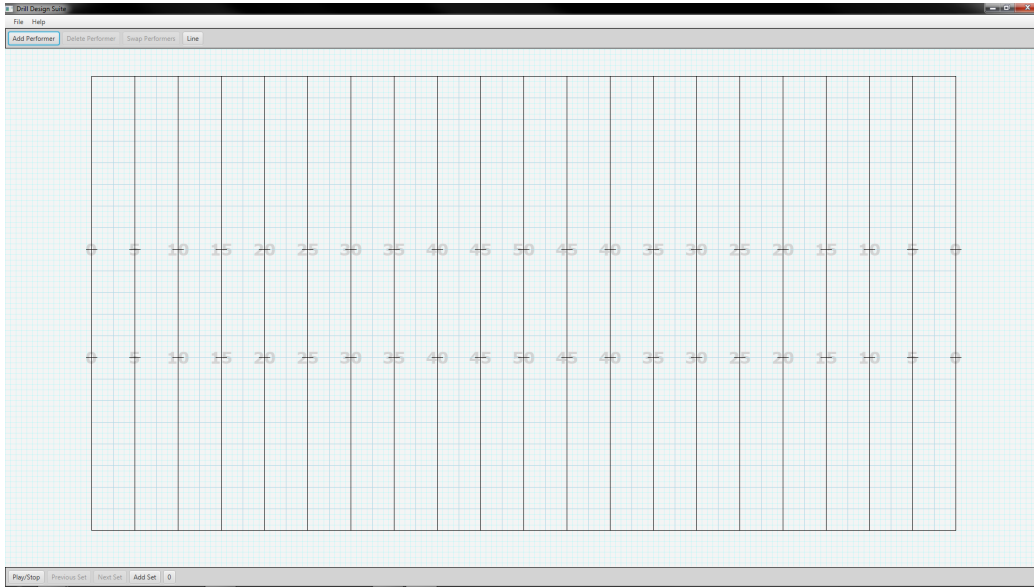 Drill Design Suite
File Help
Add Performer Delete Performer Swap Performers Line
0 5 10 15 20 25 30 35 40 45 50 45 40 35 30 25 20 15 10 5 0
0 5 10 15 20 25 30 35 40 45 50 45 40 35 30 25 20 15 10 5 0
Play/Stop Previous Set Next Set Add Set 0